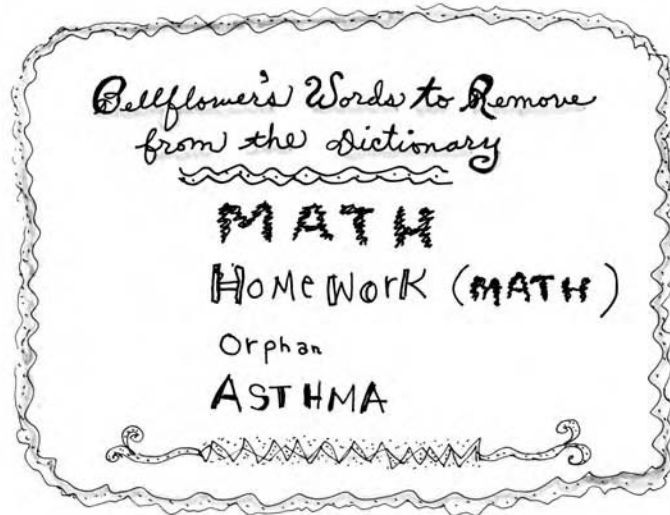 Bellflower's Words to Remove
from the Dictionary
MATH
HoMeWorK (MATH)
Orphan
ASTHMA